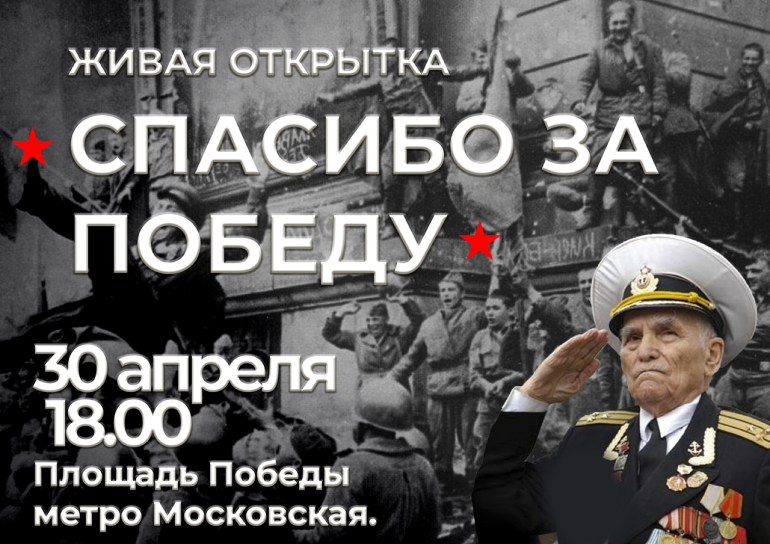 ЖИВАЯ ОТКРЫТКА
СПАСИБО ЗА
ПОБЕДУ
30 апреля
18.00
Площадь Победы
метро Московская.